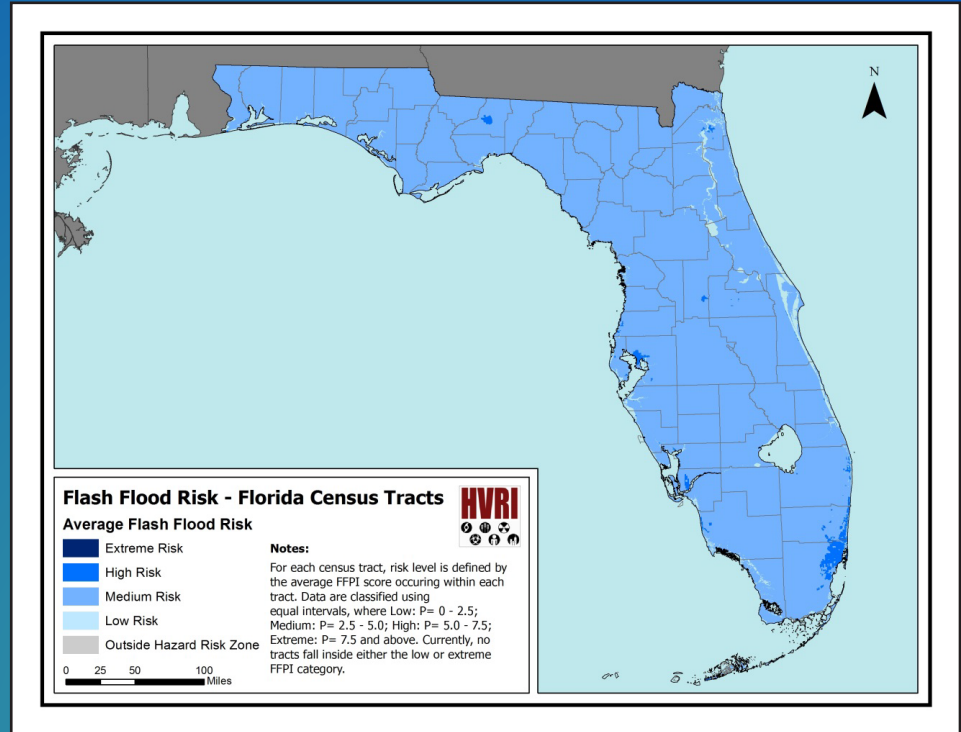 N
Flash Flood Risk - Florida Census Tracts
HVRI
Average Flash Flood Risk
Extreme Risk
High Risk
Medium Risk
Low Risk
Outside Hazard Risk Zone
0 25 50 100
Miles
Notes:
For each census tract, risk level is defined by
the average FFPI score occuring within each
tract. Data are classified using
equal intervals, where Low: P= 0 - 2.5;
Medium: P= 2.5 - 5.0; High: P= 5.0 - 7.5;
Extreme: P= 7.5 and above. Currently, no
tracts fall inside either the low or extreme
FFPI category.